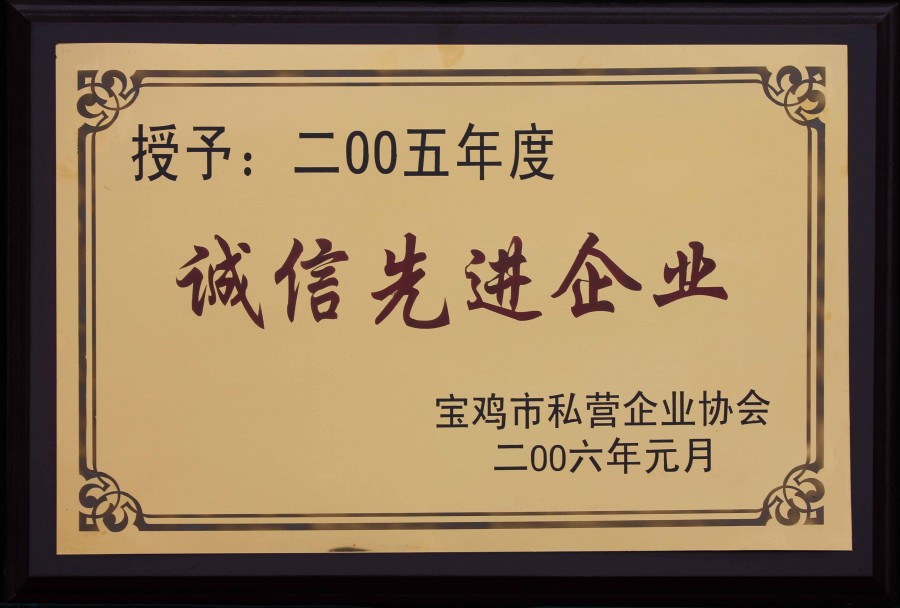 授予：二00五年度
诚信先进企业
宝鸡市私营企业协会
二00六年元月